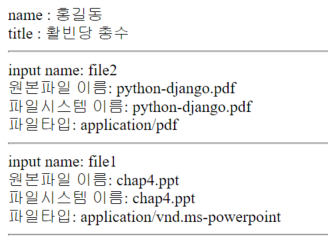 name : 홍길동
title : 활빈당 총수
input name: file2
원본파일 이름: python-django.pdf
파일시스템 이름: python-django.pdf
파일타입: application/pdf
input name: file1
원본파일 이름: chap4.ppt
파일시스템 이름: chap4.ppt
파일타입: application/vnd.ms-powerpoint